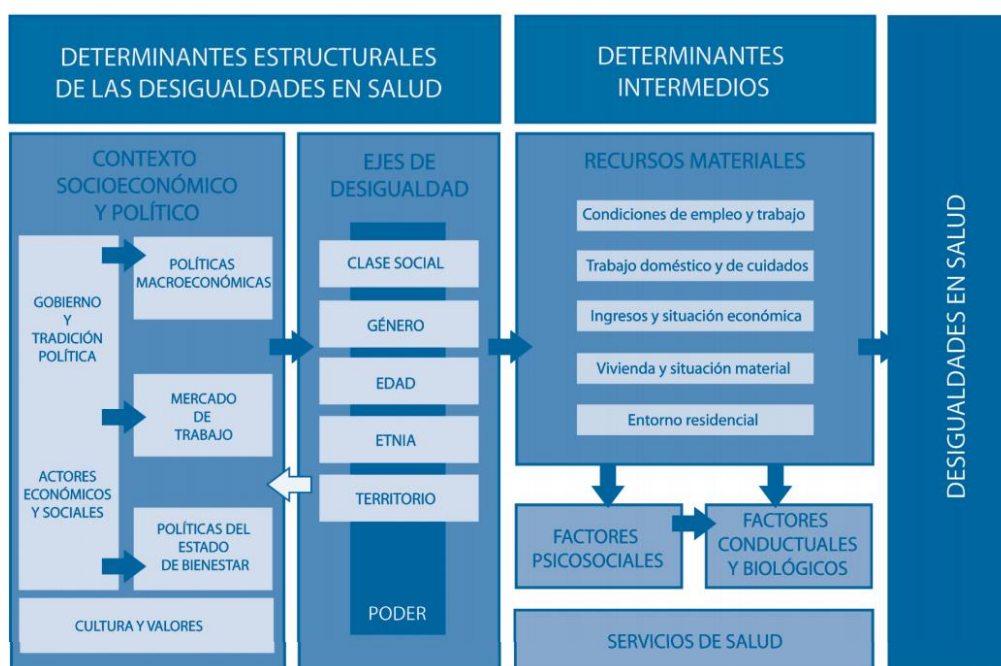 DETERMINANTES ESTRUCTURALES
DE LAS DESIGUALDADES EN SALUD
CONTEXTO
SOCIOECONÓMICO
Y POLÍTICO
GOBIERNO
Y
TRADICIÓN
POLÍTICA
ACTORES
ECONÓMICOS
Y SOCIALES
POLÍTICAS
MACROECONÓMICAS
MERCADO
DE
TRABAJO
POLÍTICAS DEL
ESTADO
DE BIENESTAR
CULTURA Y VALORES
EJES DE
DESIGUALDAD
CLASE SOCIAL
GÉNERO
EDAD
ETNIA
TERRITORIO
PODER
DETERMINANTES
INTERMEDIOS
RECURSOS MATERIALES
Condiciones de empleo y trabajo
Trabajo doméstico y de cuidados
Ingresos y situación económica
Vivienda y situación material
Entorno residencial
FACTORES
PSICOSOCIALES
FACTORES
CONDUCTUALES
Y BIOLÓGICOS
SERVICIOS DE SALUD
DESIGUALDADES EN SALUD